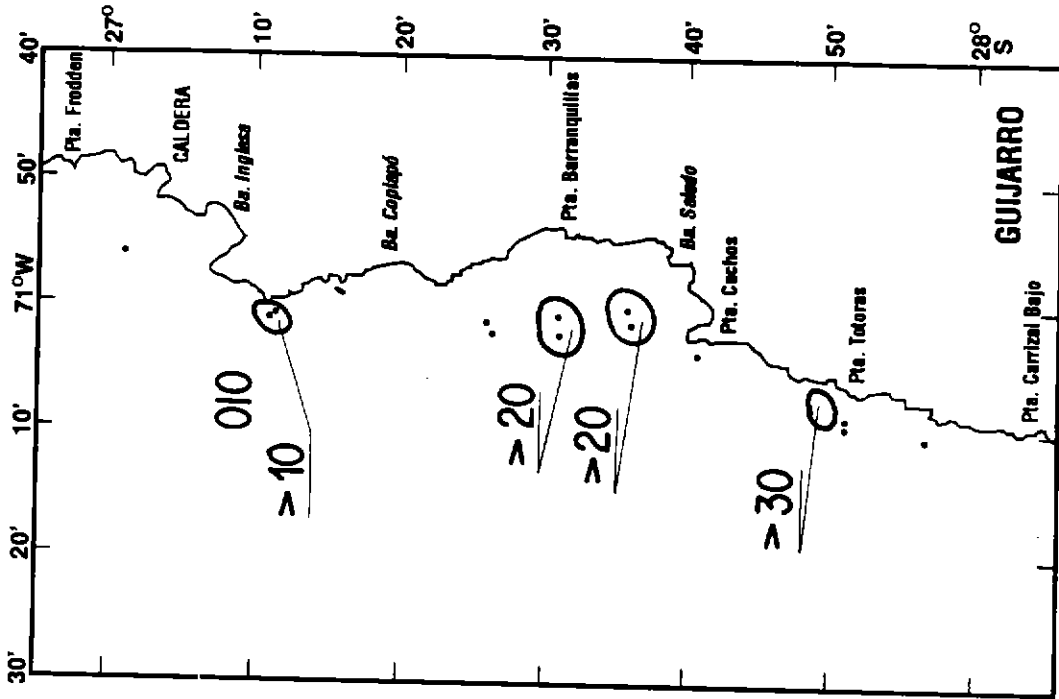 30'
20'
10'
71°W
50'
40'
27°
10'
20'
30'
40'
50'
28°
S
Pta. Frodden
CALDERA
Ba. Inglesa
Ba. Copiapó
Pta. Barranquillas
Ba. Salado
Pta. Cachos
Pta. Totoras
Pta. Carrizal Bajo
010
>10
>20
>20
>30
GUIJARRO